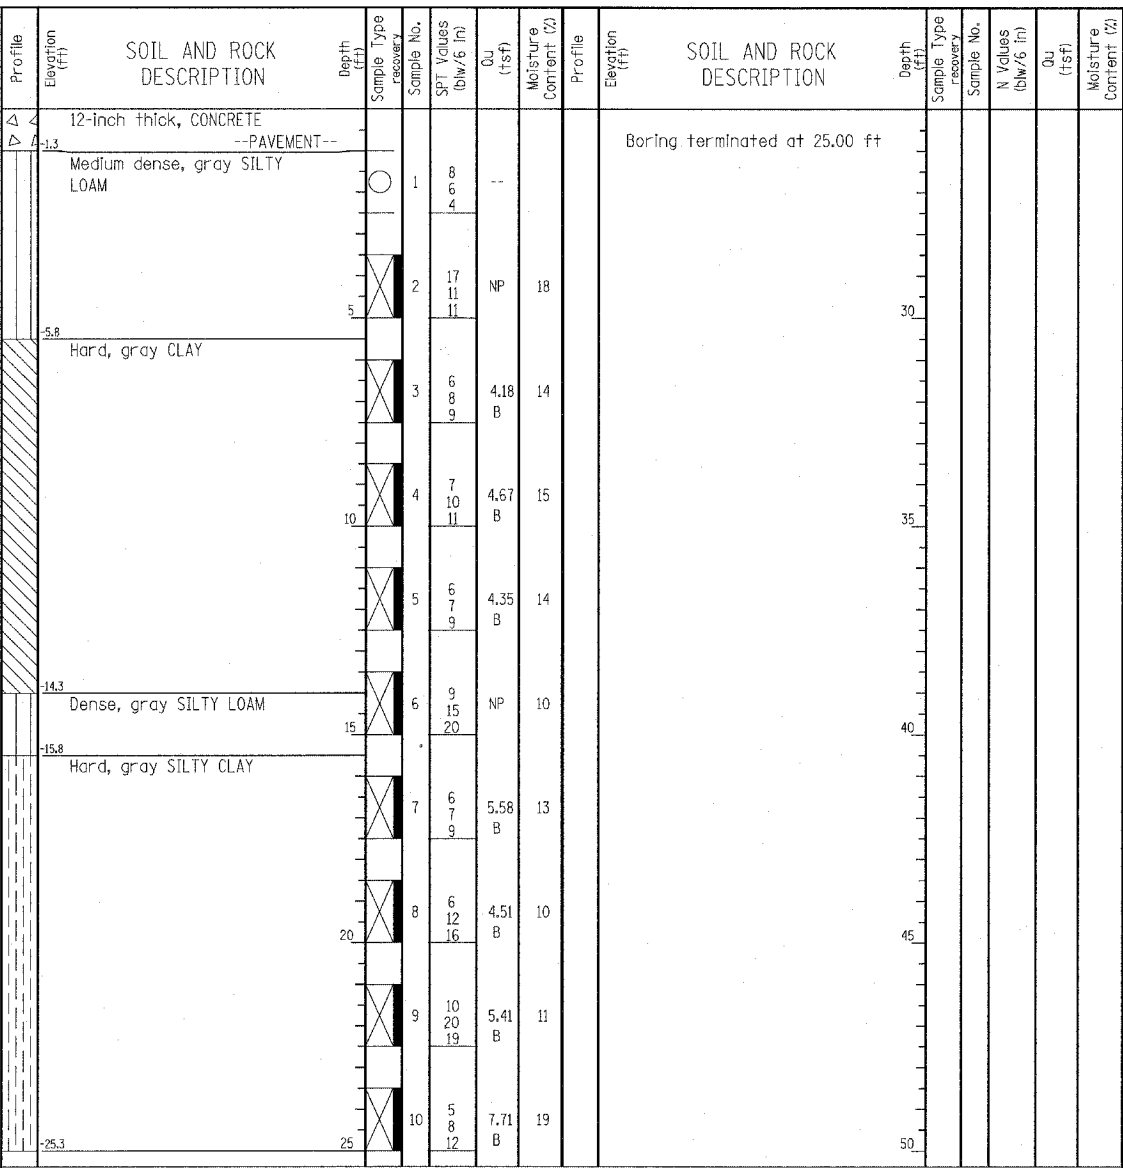 Profile
Elevation
(ft)
SOIL AND ROCK
DESCRIPTION
Depth
(ft)
Sample Type
recovery
Sample No.
SPT Values
(blw/6 in)
Qu
(tsf)
Moisture
Content (%)
Profile
Elevation
(ft)
SOIL AND ROCK
DESCRIPTION
Depth
(ft)
Sample Type
recovery
Sample No.
N Values
(blw/6 in)
Qu
(tsf)
Moisture
Content (%)
12-inch thick, CONCRETE
-1.3 --PAVEMENT--
Medium dense, gray SILTY
LOAM
1
8
6
4
--
2
17
11
11
NP
18
5
-5.8
Hard, gray CLAY
3
6
8
9
4.18
B
14
4
7
10
11
4.67
B
15
10
5
6
7
9
4.35
B
14
-14.3
Dense, gray SILTY LOAM
6
9
15
20
NP
10
15
-15.8
Hard, gray SILTY CLAY
7
6
7
9
5.58
B
13
8
6
12
16
4.51
B
10
20
9
10
20
19
5.41
B
11
10
5
8
12
7.71
B
19
-25.3
25
Boring terminated at 25.00 ft
30
35
40
45
50